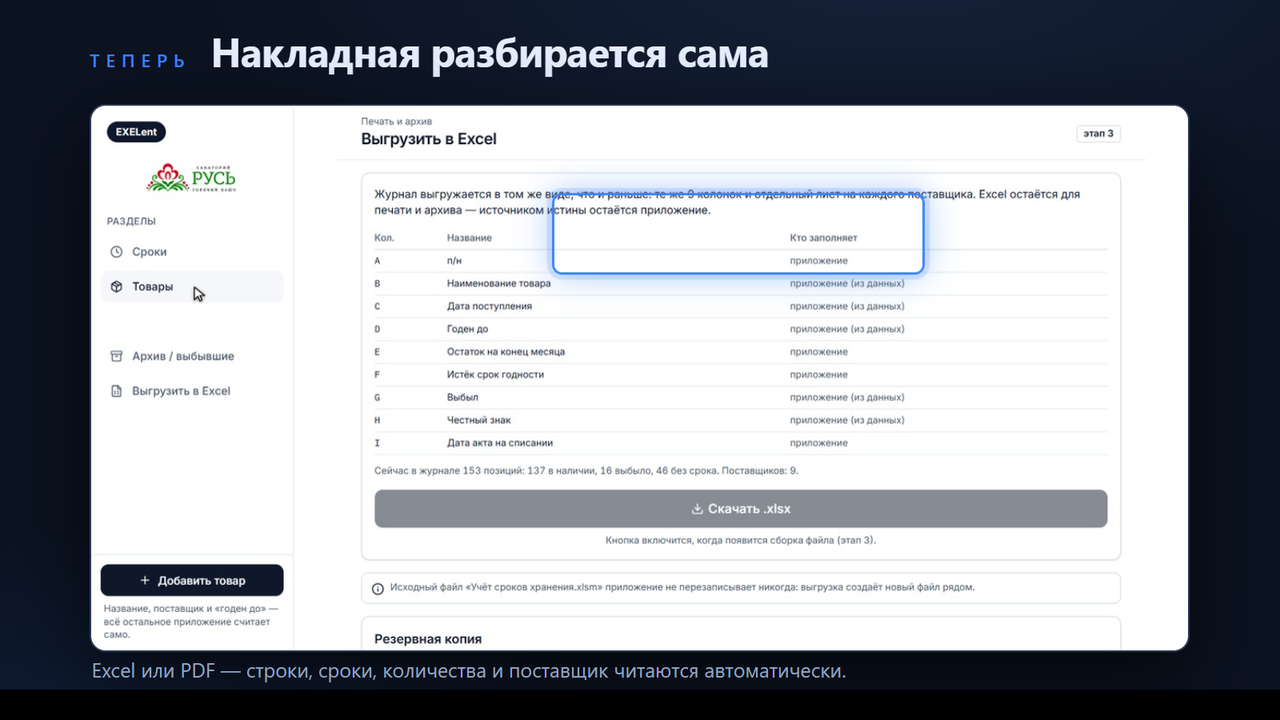 ТЕПЕРЬ Накладная разбирается сама
EXELent
САНАТОРИЙ
РУСЬ
ГОРЯЧИЙ КЛЮЧ
РАЗДЕЛЫ
Сроки
Товары
Архив / выбывшие
Выгрузить в Excel
+ Добавить товар
Название, поставщик и «годен до» —
всё остальное приложение считает
само.
Печать и архив
Выгрузить в Excel
этап 3
Журнал выгружается в том же виде, что и раньше: те же 9 колонок и отдельный лист на каждого поставщика. Excel остаётся для
печати и архива — источником истины остаётся приложение.
Кол. Название Кто заполняет
A п/н приложение
B Наименование товара приложение (из данных)
C Дата поступления приложение (из данных)
D Годен до приложение (из данных)
E Остаток на конец месяца приложение
F Истёк срок годности приложение
G Выбыл приложение (из данных)
H Честный знак приложение (из данных)
I Дата акта на списании приложение
Сейчас в журнале 153 позиций: 137 в наличии, 16 выбыло, 46 без срока. Поставщиков: 9.
Скачать .xlsx
Кнопка включится, когда появится сборка файла (этап 3).
Исходный файл «Учёт сроков хранения.xlsm» приложение не перезаписывает никогда: выгрузка создёт новый файл рядом.
Резервная копия
Excel или PDF — строки, сроки, количества и поставщик читаются автоматически.